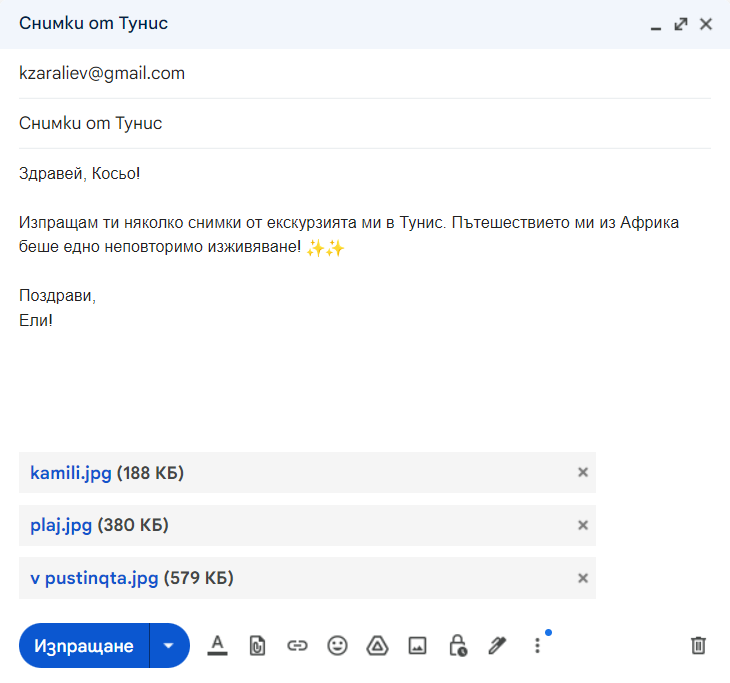 Снимки от Тунис
kzaraliev@gmail.com
Снимки от Тунис
Здравей, Косьо!
Изпращам ти няколко снимки от екскурзията ми в Тунис. Пътешествието ми из Африка
беше едно неповторимо изживяване! ✨✨
Поздрави,
Ели!
kamili.jpg (188 КБ)
plaj.jpg (380 КБ)
v pustinqta.jpg (579 КБ)
Изпращане